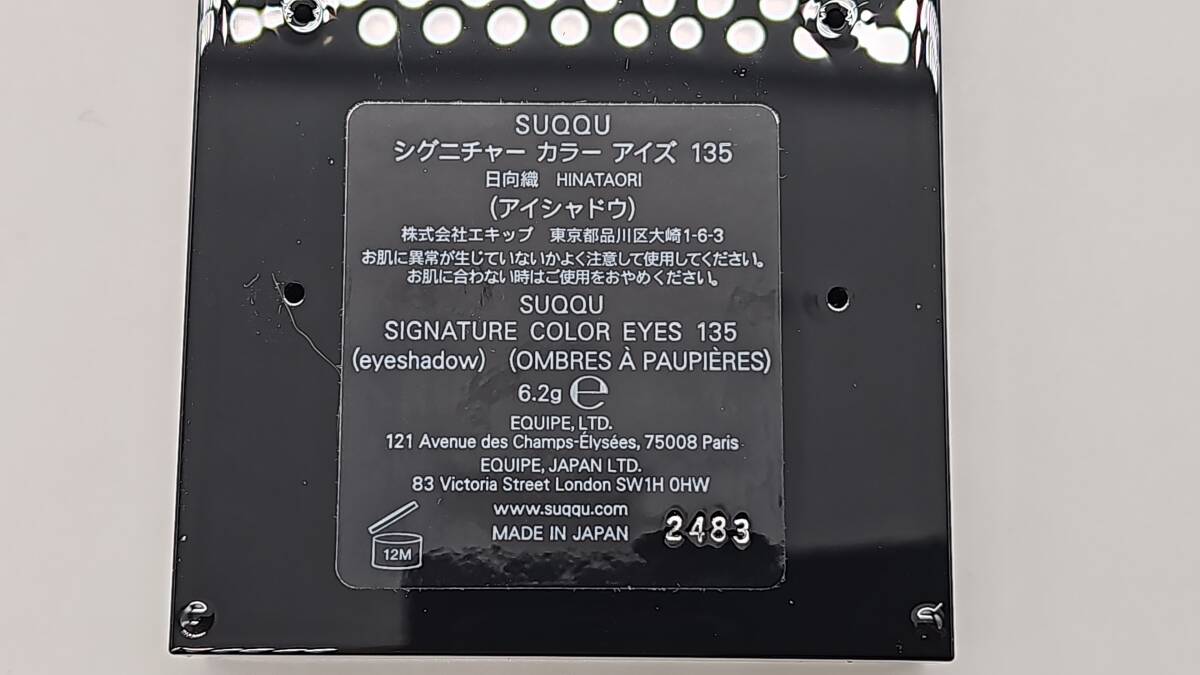 SUQQU
シグニチャー カラー アイズ 135
日向織 HINATAORI
(アイシャドウ)
株式会社エキップ 東京都品川区大崎1-6-3
お肌に異常が生じていないかよく注意して使用してください。
お肌に合わない時はご使用をおやめください。
SUQQU
SIGNATURE COLOR EYES 135
(eyeshadow) (OMBRES À PAUPIÈRES)
6.2g ℮
EQUIPE, LTD.
121 Avenue des Champs-Élysées, 75008 Paris
EQUIPE, JAPAN LTD.
83 Victoria Street London SW1H 0HW
www.suqqu.com
MADE IN JAPAN 2483
12M